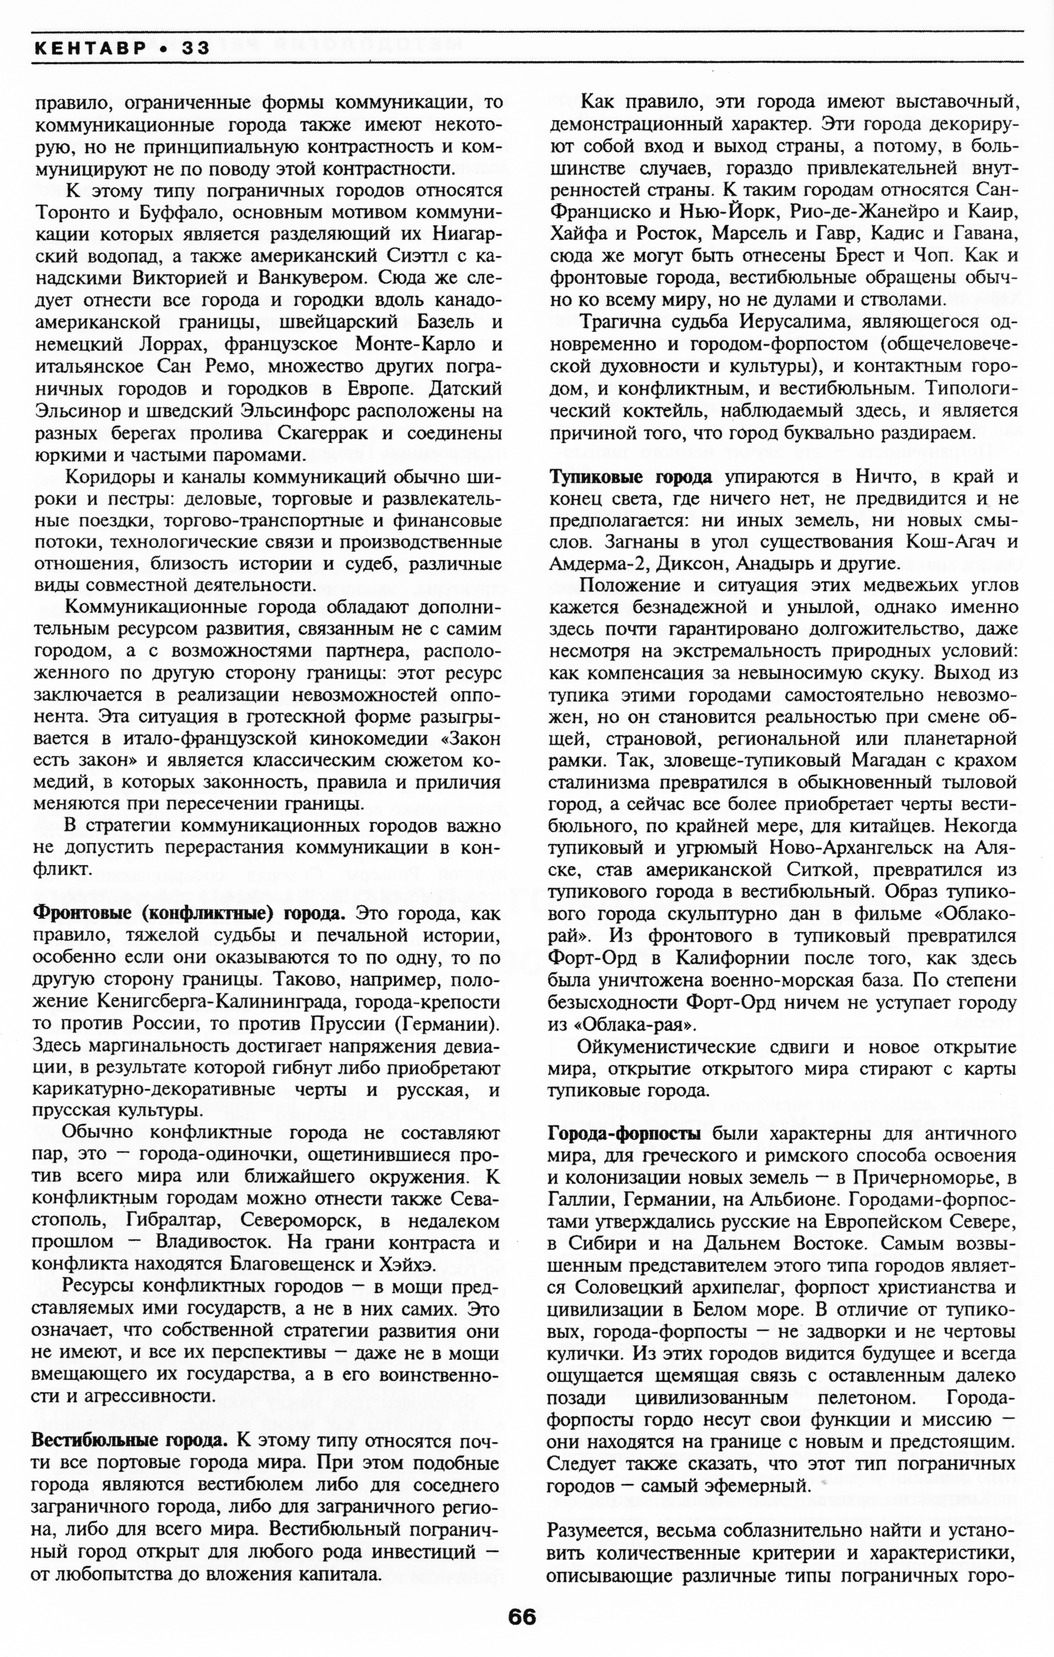 КЕНТАВР • 33
правило, ограниченные формы коммуникации, то
коммуникационные города также имеют некото-
рую, но не принципиальную контрастность и ком-
муницируют не по поводу этой контрастности.
К этому типу пограничных городов относятся
Торонто и Буффало, основным мотивом коммуни-
кации которых является разделяющий их Ниагар-
ский водопад, а также американский Сиэттл с ка-
надскими Викторией и Ванкувером. Сюда же сле-
дует отнести все города и городки вдоль канадо-
американской границы, швейцарский Базель и
немецкий Лоррах, французское Монте-Карло и
итальянское Сан Ремо, множество других погра-
ничных городов и городков в Европе. Датский
Эльсинор и шведский Эльсинфорс расположены на
разных берегах пролива Скагеррак и соединены
юркими и частыми паромами.
Коридоры и каналы коммуникаций обычно ши-
роки и пестры: деловые, торговые и развлекатель-
ные поездки, торгово-транспортные и финансовые
потоки, технологические связи и производственные
отношения, близость истории и судеб, различные
виды совместной деятельности.
Коммуникационные города обладают дополни-
тельным ресурсом развития, связанным не с самим
городом, а с возможностями партнера, располо-
женного по другую сторону границы: этот ресурс
заключается в реализации невозможностей оппо-
нента. Эта ситуация в гротескной форме разыгры-
вается в итало-французской кинокомедии «Закон
есть закон» и является классическим сюжетом ко-
медий, в которых законность, правила и приличия
меняются при пересечении границы.
В стратегии коммуникационных городов важно
не допустить перерастания коммуникации в кон-
фликт.
Фронтовые (конфликтные) города. Это города, как
правило, тяжелой судьбы и печальной истории,
особенно если они оказываются то по одну, то по
другую сторону границы. Таково, например, поло-
жение Кенигсберга-Калининграда, города-крепости
то против России, то против Пруссии (Германии).
Здесь маргинальность достигает напряжения девиа-
ции, в результате которой гибнут либо приобретают
карикатурно-декоративные черты и русская, и
прусская культуры.
Обычно конфликтные города не составляют
пар, это — города-одиночки, ощетинившиеся про-
тив всего мира или ближайшего окружения. К
конфликтным городам можно отнести также Сева-
стополь, Гибралтар, Североморск, в недалеком
прошлом — Владивосток. На грани контраста и
конфликта находятся Благовещенск и Хэйхэ.
Ресурсы конфликтных городов — в мощи пред-
ставляемых ими государств, а не в них самих. Это
означает, что собственной стратегии развития они
не имеют, и все их перспективы — даже не в мощи
вмещающего их государства, а в его воинственно-
сти и агрессивности.
Вестибюльные города. К этому типу относятся поч-
ти все портовые города мира. При этом подобные
города являются вестибюлем либо для соседнего
заграничного города, либо для заграничного регио-
на, либо для всего мира. Вестибюльный погранич-
ный город открыт для любого рода инвестиций —
от любопытства до вложения капитала.
Как правило, эти города имеют выставочный,
демонстрационный характер. Эти города декориру-
ют собой вход и выход страны, а потому, в боль-
шинстве случаев, гораздо привлекательней внут-
ренностей страны. К таким городам относятся Сан-
Франциско и Нью-Йорк, Рио-де-Жанейро и Каир,
Хайфа и Росток, Марсель и Гавр, Кадис и Гавана,
сюда же могут быть отнесены Брест и Чоп. Как и
фронтовые города, вестибюльные обращены обыч-
но ко всему миру, но не дулами и стволами.
Трагична судьба Иерусалима, являющегося од-
новременно и городом-форпостом (общечеловече-
ской духовности и культуры), и контактным горо-
дом, и конфликтным, и вестибюльным. Типологи-
ческий коктейль, наблюдаемый здесь, и является
причиной того, что город буквально раздираем.
Тупиковые города упираются в Ничто, в край и
конец света, где ничего нет, не предвидится и не
предполагается: ни иных земель, ни новых смы-
слов. Загнаны в угол существования Кош-Агач и
Амдерма-2, Диксон, Анадырь и другие.
Положение и ситуация этих медвежьих углов
кажется безнадежной и унылой, однако именно
здесь почти гарантировано долгожительство, даже
несмотря на экстремальность природных условий:
как компенсация за невыносимую скуку. Выход из
тупика этими городами самостоятельно невозмо-
жен, но он становится реальностью при смене об-
щей, страновой, региональной или планетарной
рамки. Так, зловеще-тупиковый Магадан с крахом
сталинизма превратился в обыкновенный тыловой
город, а сейчас все более приобретает черты вести-
бюльного, по крайней мере, для китайцев. Некогда
тупиковый и угрюмый Ново-Архангельск на Аля-
ске, став американской Ситкой, превратился из
тупикового города в вестибюльный. Образ тупико-
вого города скульптурно дан в фильме «Облако-
рай». Из фронтового в тупиковый превратился
Форт-Орд в Калифорнии после того, как здесь
была уничтожена военно-морская база. По степени
безысходности Форт-Орд ничем не уступает городу
из «Облака-рая».
Ойкуменистические сдвиги и новое открытие
мира, открытие открытого мира стирают с карты
тупиковые города.
Города-форпосты были характерны для античного
мира, для греческого и римского способа освоения
и колонизации новых земель — в Причерноморье, в
Галлии, Германии, на Альбионе. Городами-форпос-
тами утверждались русские на Европейском Севере,
в Сибири и на Дальнем Востоке. Самым возвы-
шенным представителем этого типа городов являет-
ся Соловецкий архипелаг, форпост христианства и
цивилизации в Белом море. В отличие от тупико-
вых, города-форпосты — не задворки и не чертовы
кулички. Из этих городов видится будущее и всегда
ощущается щемящая связь с оставленным далеко
позади цивилизованным пелетоном. Города-
форпосты гордо несут свои функции и миссию —
они находятся на границе с новым и предстоящим.
Следует также сказать, что этот тип пограничных
городов — самый эфемерный.
Разумеется, весьма соблазнительно найти и устано-
вить количественные критерии и характеристики,
описывающие различные типы пограничных горо-
66